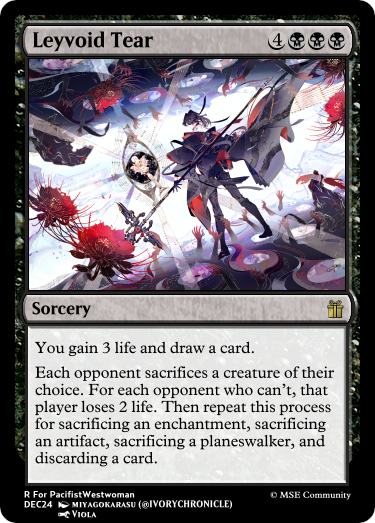 Leyvoid Tear 4
Sorcery
You gain 3 life and draw a card.
Each opponent sacrifices a creature of their
choice. For each opponent who can't, that
player loses 2 life. Then repeat this process
for sacrificing an enchantment, sacrificing
an artifact, sacrificing a planeswalker, and
discarding a card.
R For PacifistWestwoman
DEC24 MIYAGOKARASU (@IVORYCHRONICLE) © MSE Community
VIOLA